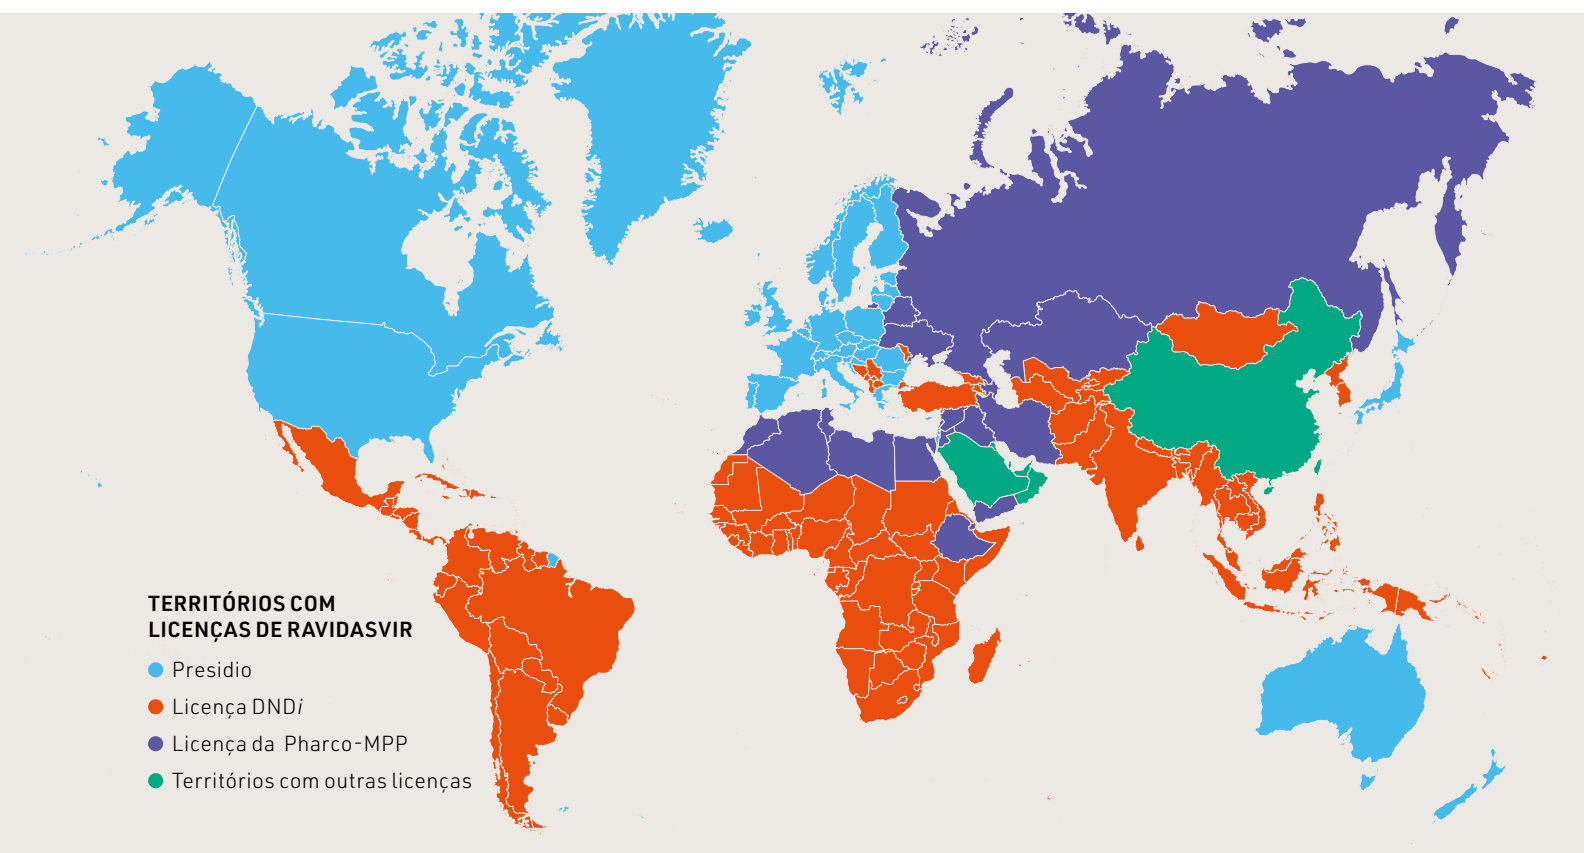 TERRITÓRIOS COM
LICENÇAS DE RAVIDASVIR
Presidio
Licença DNDi
Licença da Pharco-MPP
Territórios com outras licenças